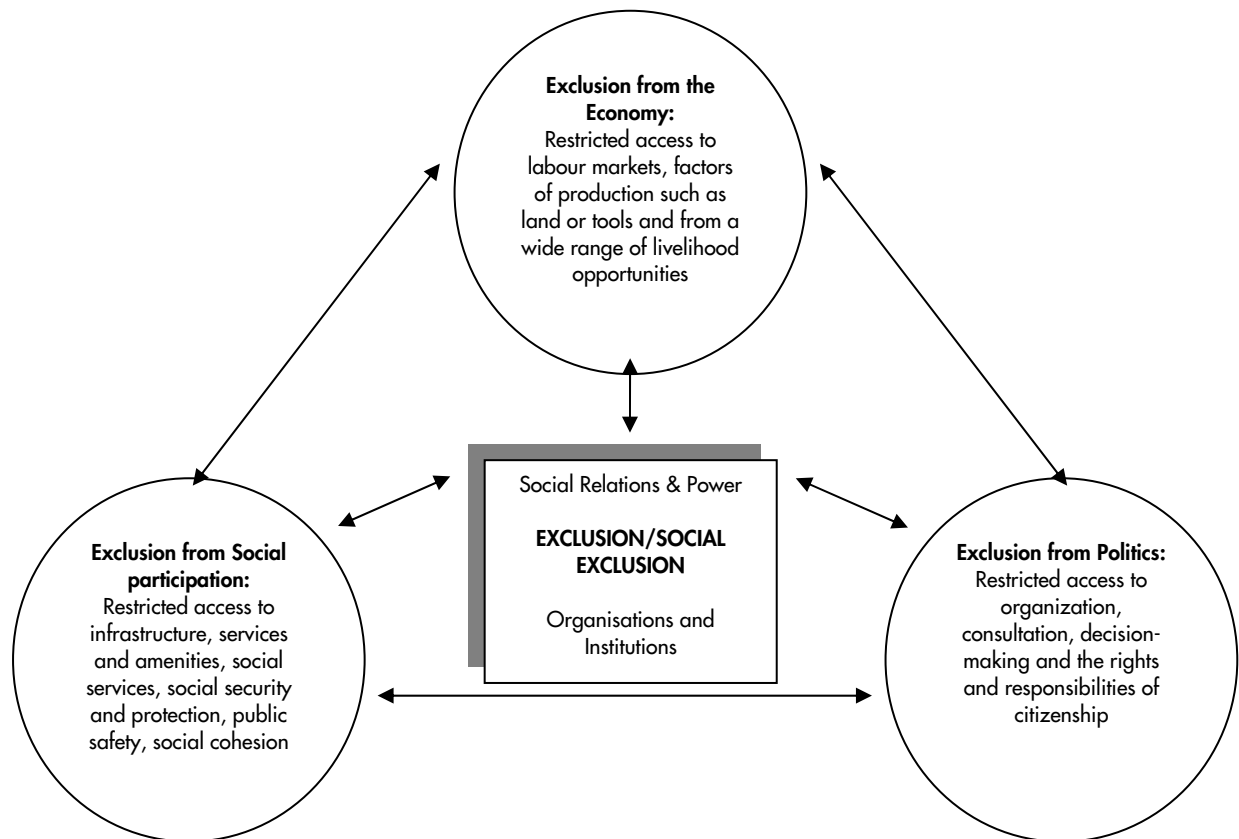 Exclusion from the
Economy:
Restricted access to
labour markets, factors
of production such as
land or tools and from a
wide range of livelihood
opportunities
Social Relations & Power
EXCLUSION/SOCIAL
EXCLUSION
Organisations and
Institutions
Exclusion from Social
participation:
Restricted access to
infrastructure, services
and amenities, social
services, social security
and protection, public
safety, social cohesion
Exclusion from Politics:
Restricted access to
organization,
consultation, decision-
making and the rights
and responsibilities of
citizenship